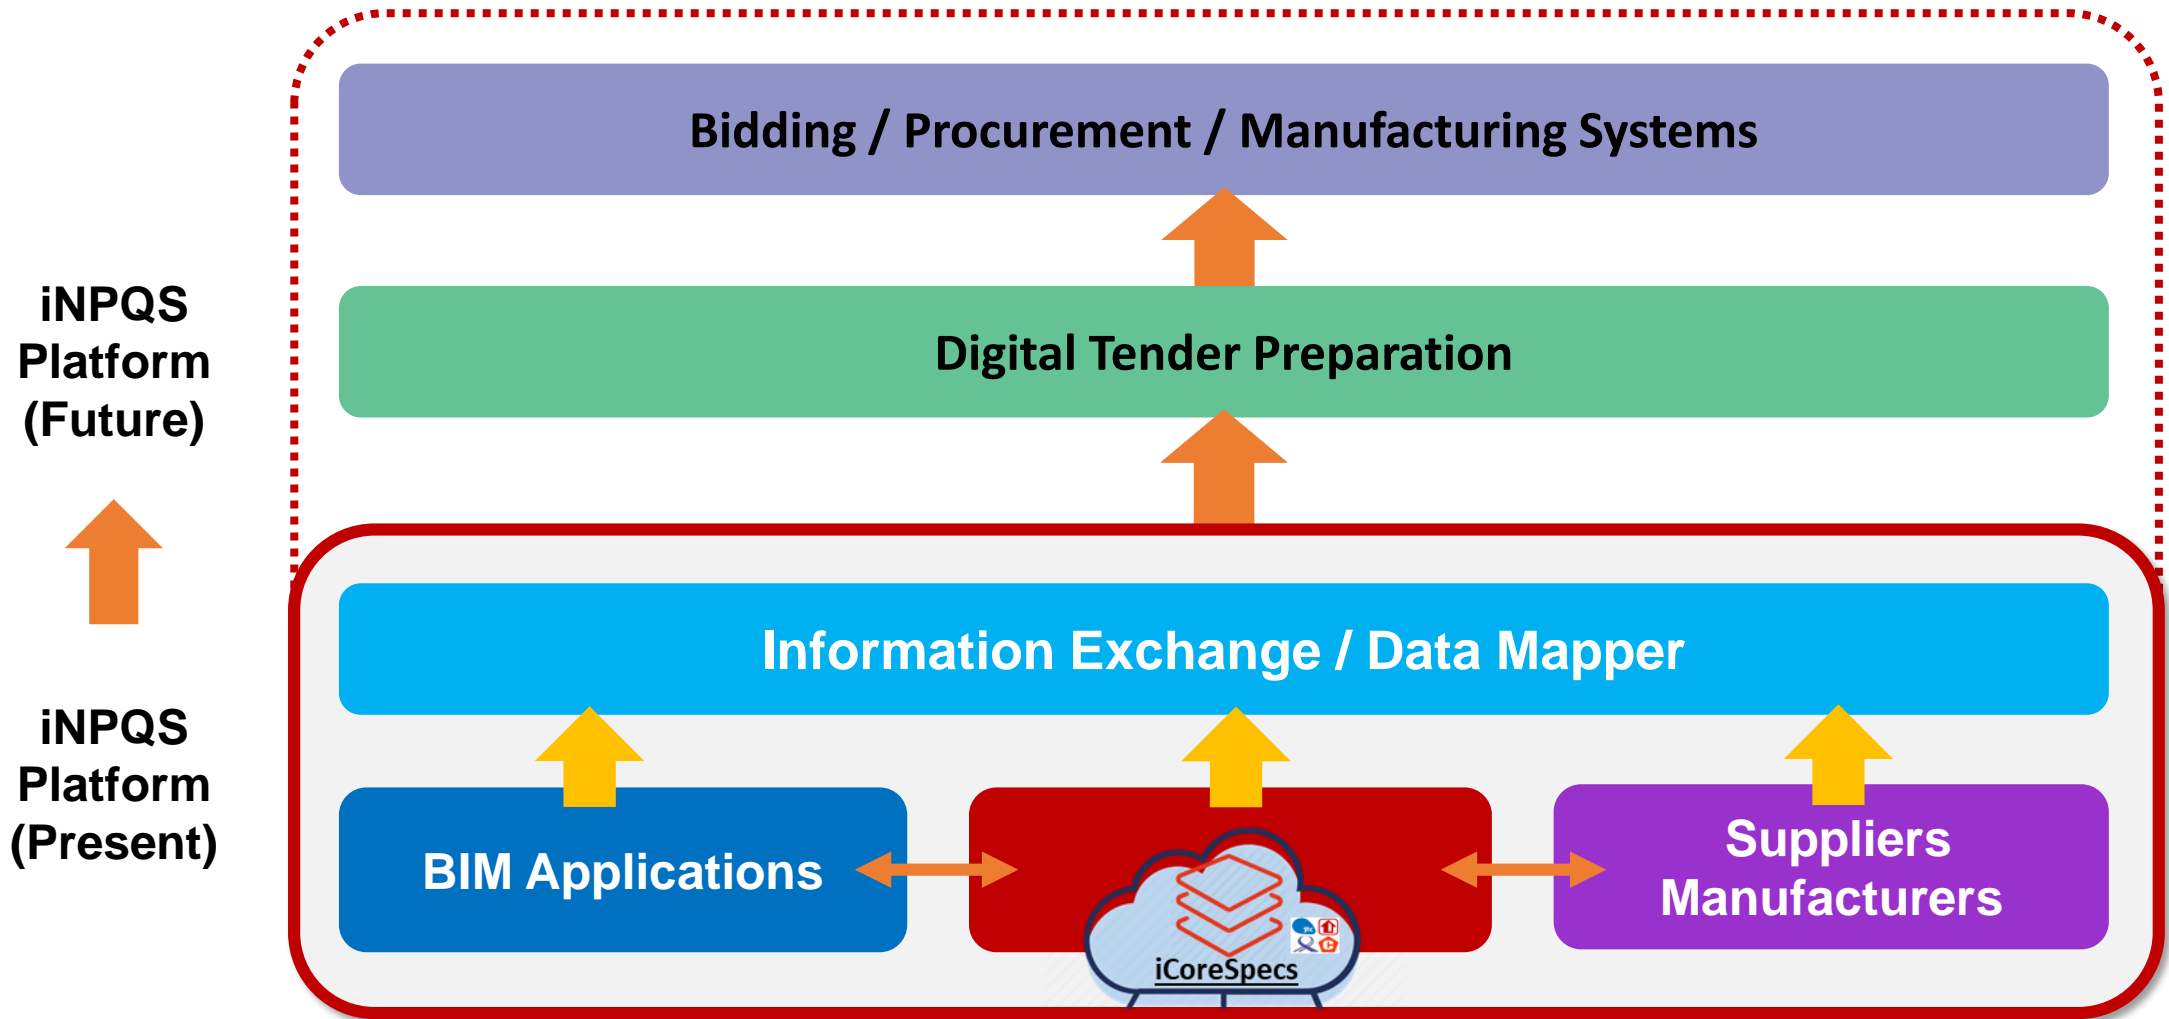 Bidding / Procurement / Manufacturing Systems
iNPQS
Platform
(Future)
Digital Tender Preparation
Information Exchange / Data Mapper
iNPQS
Platform
(Present)
BIM Applications
iCoreSpecs
Suppliers
Manufacturers